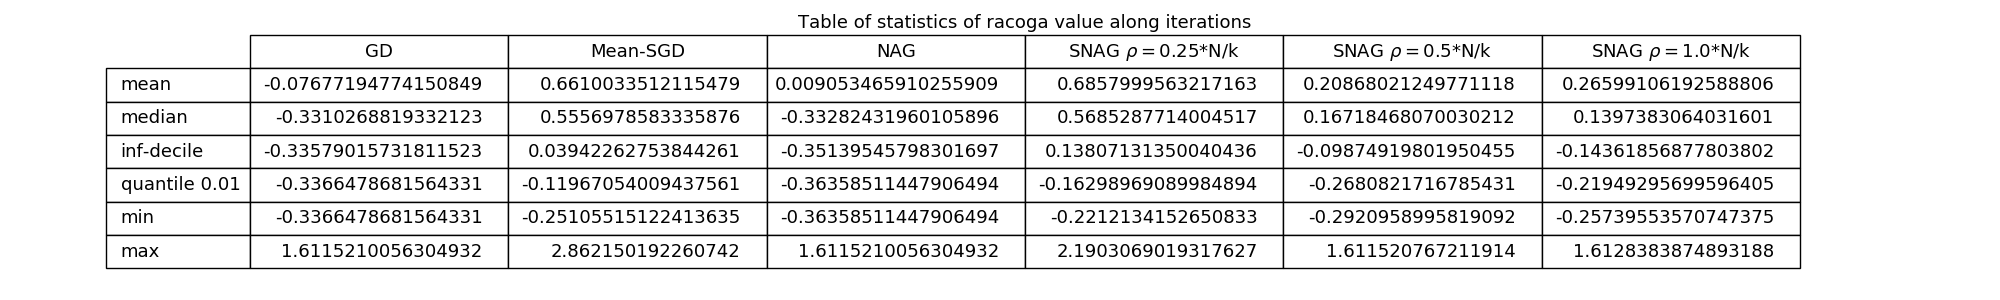 Table of statistics of racoga value along iterations
GD Mean-SGD NAG SNAG ρ = 0.25*N/k SNAG ρ = 0.5*N/k SNAG ρ = 1.0*N/k
mean -0.07677194774150849 0.6610033512115479 0.009053465910255909 0.6857999563217163 0.20868021249771118 0.26599106192588806
median -0.3310268819332123 0.5556978583335876 -0.33282431960105896 0.5685287714004517 0.16718468070030212 0.1397383064031601
inf-decile -0.33579015731811523 0.03942262753844261 -0.35139545798301697 0.13807131350040436 -0.09874919801950455 -0.14361856877803802
quantile 0.01 -0.3366478681564331 -0.11967054009437561 -0.36358511447906494 -0.16298969089984894 -0.2680821716785431 -0.21949295699596405
min -0.3366478681564331 -0.25105515122413635 -0.36358511447906494 -0.2212134152650833 -0.2920958995819092 -0.25739553570747375
max 1.6115210056304932 2.862150192260742 1.6115210056304932 2.1903069019317627 1.611520767211914 1.6128383874893188